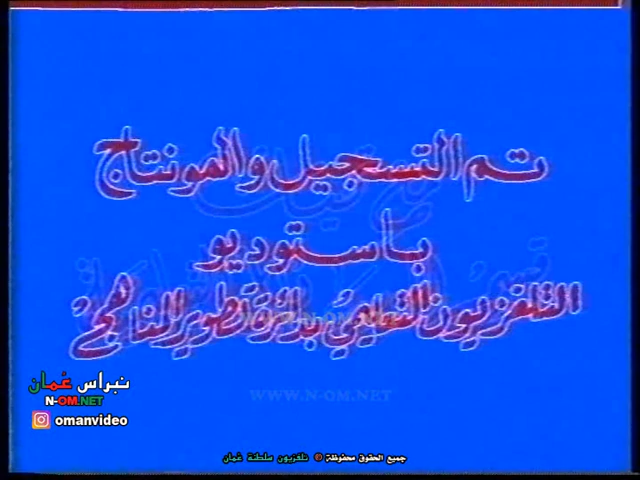 تم التسجيل والمونتاج
باستوديو
التلفزيون التعليمي بدائرة تطوير المناهج
WWW.N-OM.NET
نبراس عُمان
N-OM.NET
omanvideo
جميع الحقوق محفوظة © تلفزيون سلطنة عُمان